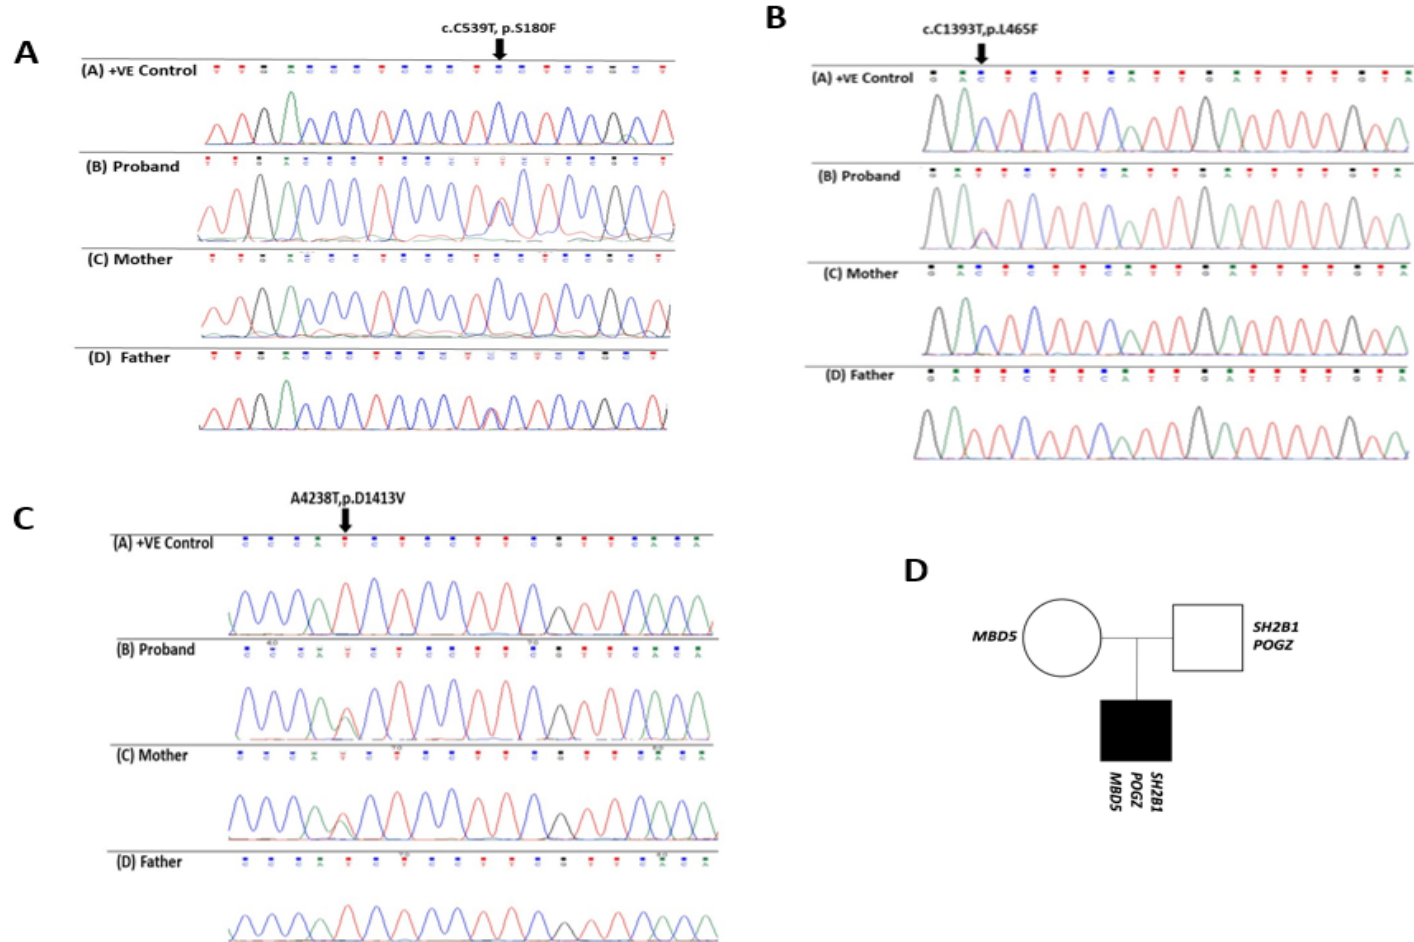 A
c.C539T, p.S180F
(A) +VE Control
T T G A C C C T C C C T C C T C C G C T
(B) Proband
(C) Mother
T T G A C C C T C C C T C C T C C G C T
(D) Father
B
c.C1393T,p.L465F
(A) +VE Control
G A C T C T T C A T T G A T T T T G T A
(B) Proband
G A T T C T T C A T T G A T T T T G T A
(C) Mother
G A C T C T T C A T T G A T T T T G T A
(D) Father
G A T T C T T C A T T G A T T T T G T A
C
A4238T,p.D1413V
(A) +VE Control
C C C A T C T C C T T C G T T C A C A
(B) Proband
C C C A T C T C C T T C G T T C A C A
(C) Mother
C C C A T C T C C T T C G T T C A C A
(D) Father
C C C A T C T C C T T C G T T C A C A
D
MBD5
SH2B1
POGZ
MBD5
POGZ
SH2B1